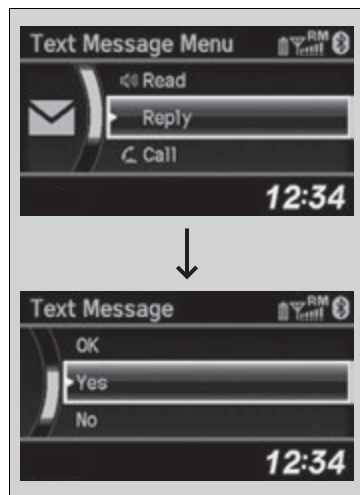 Text Message Menu RM
Read
Reply
Call
12:34
Text Message RM
OK
Yes
No
12:34